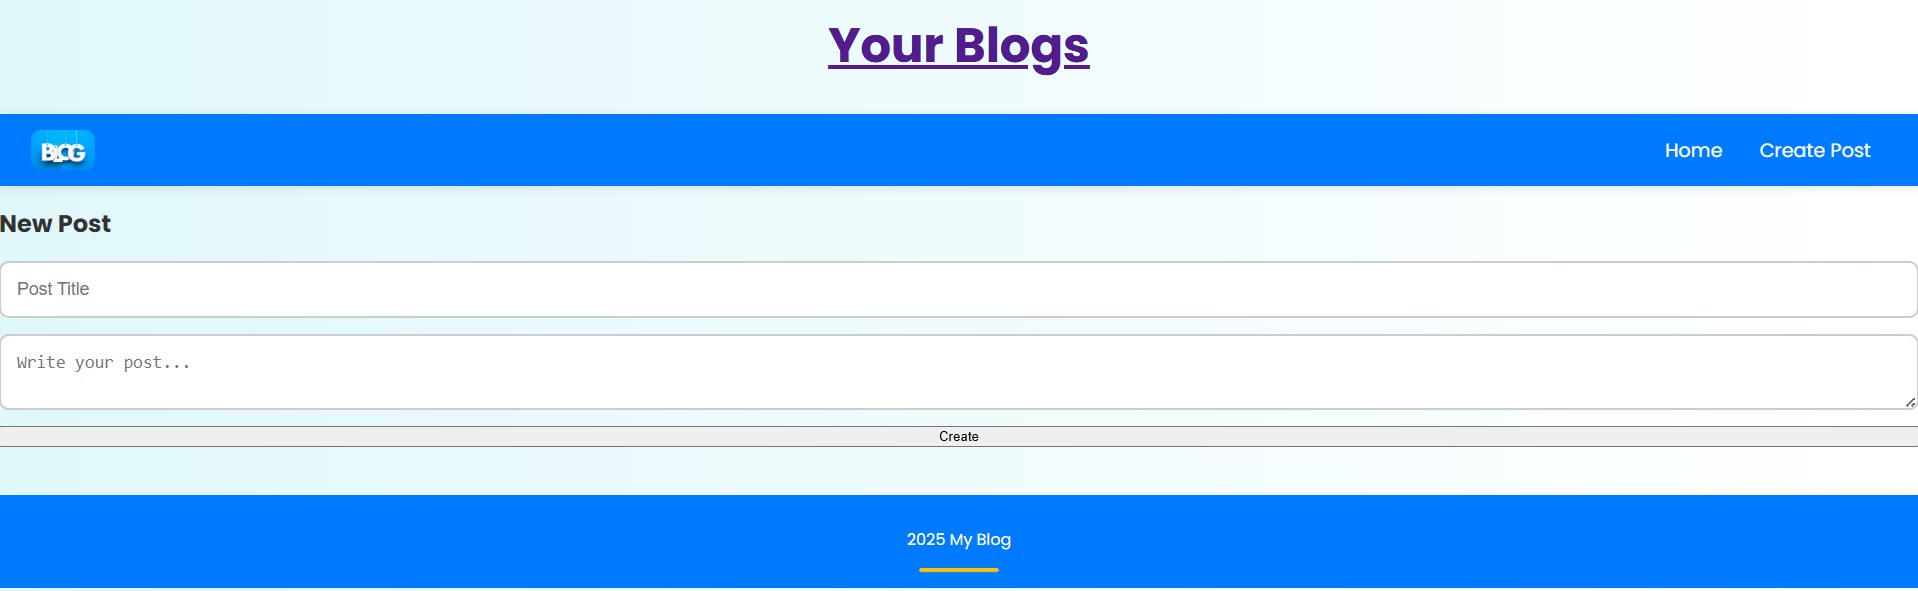 Your Blogs
BLOG
Home Create Post
New Post
Post Title
Write your post...
Create
2025 My Blog